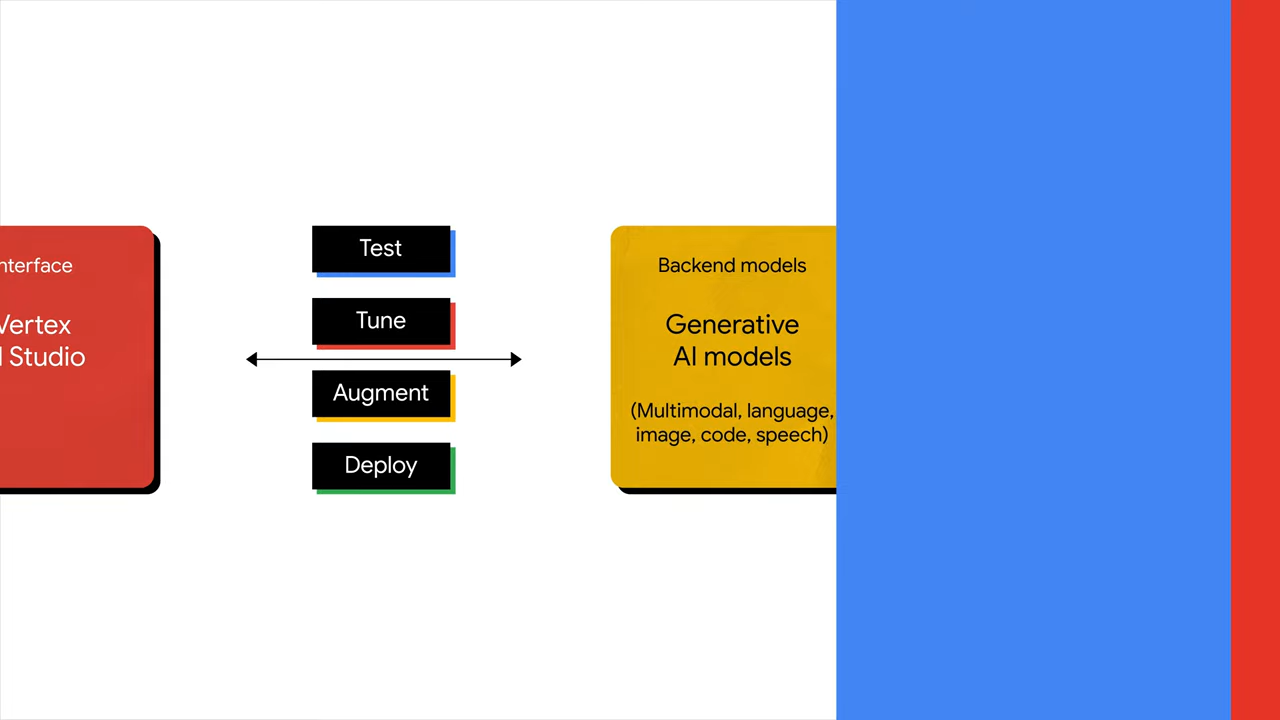 nterface
Vertex
Studio
Test
Tune
Augment
Deploy
Backend models
Generative
AI models
(Multimodal, language,
image, code, speech)